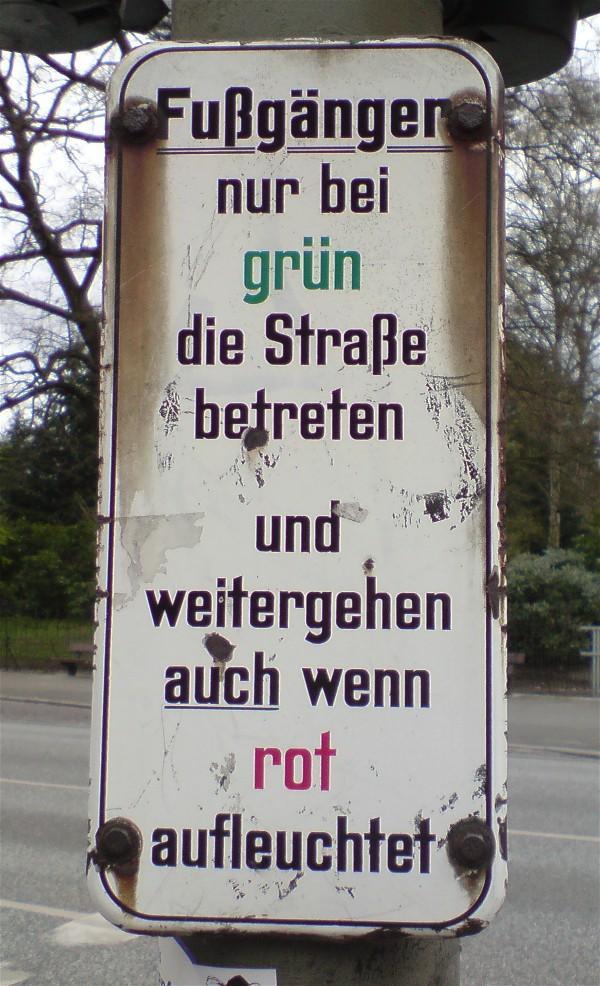 Fußgänger
nur bei
grün
die Straße
betreten
und
weitergehen
auch wenn
rot
aufleuchtet